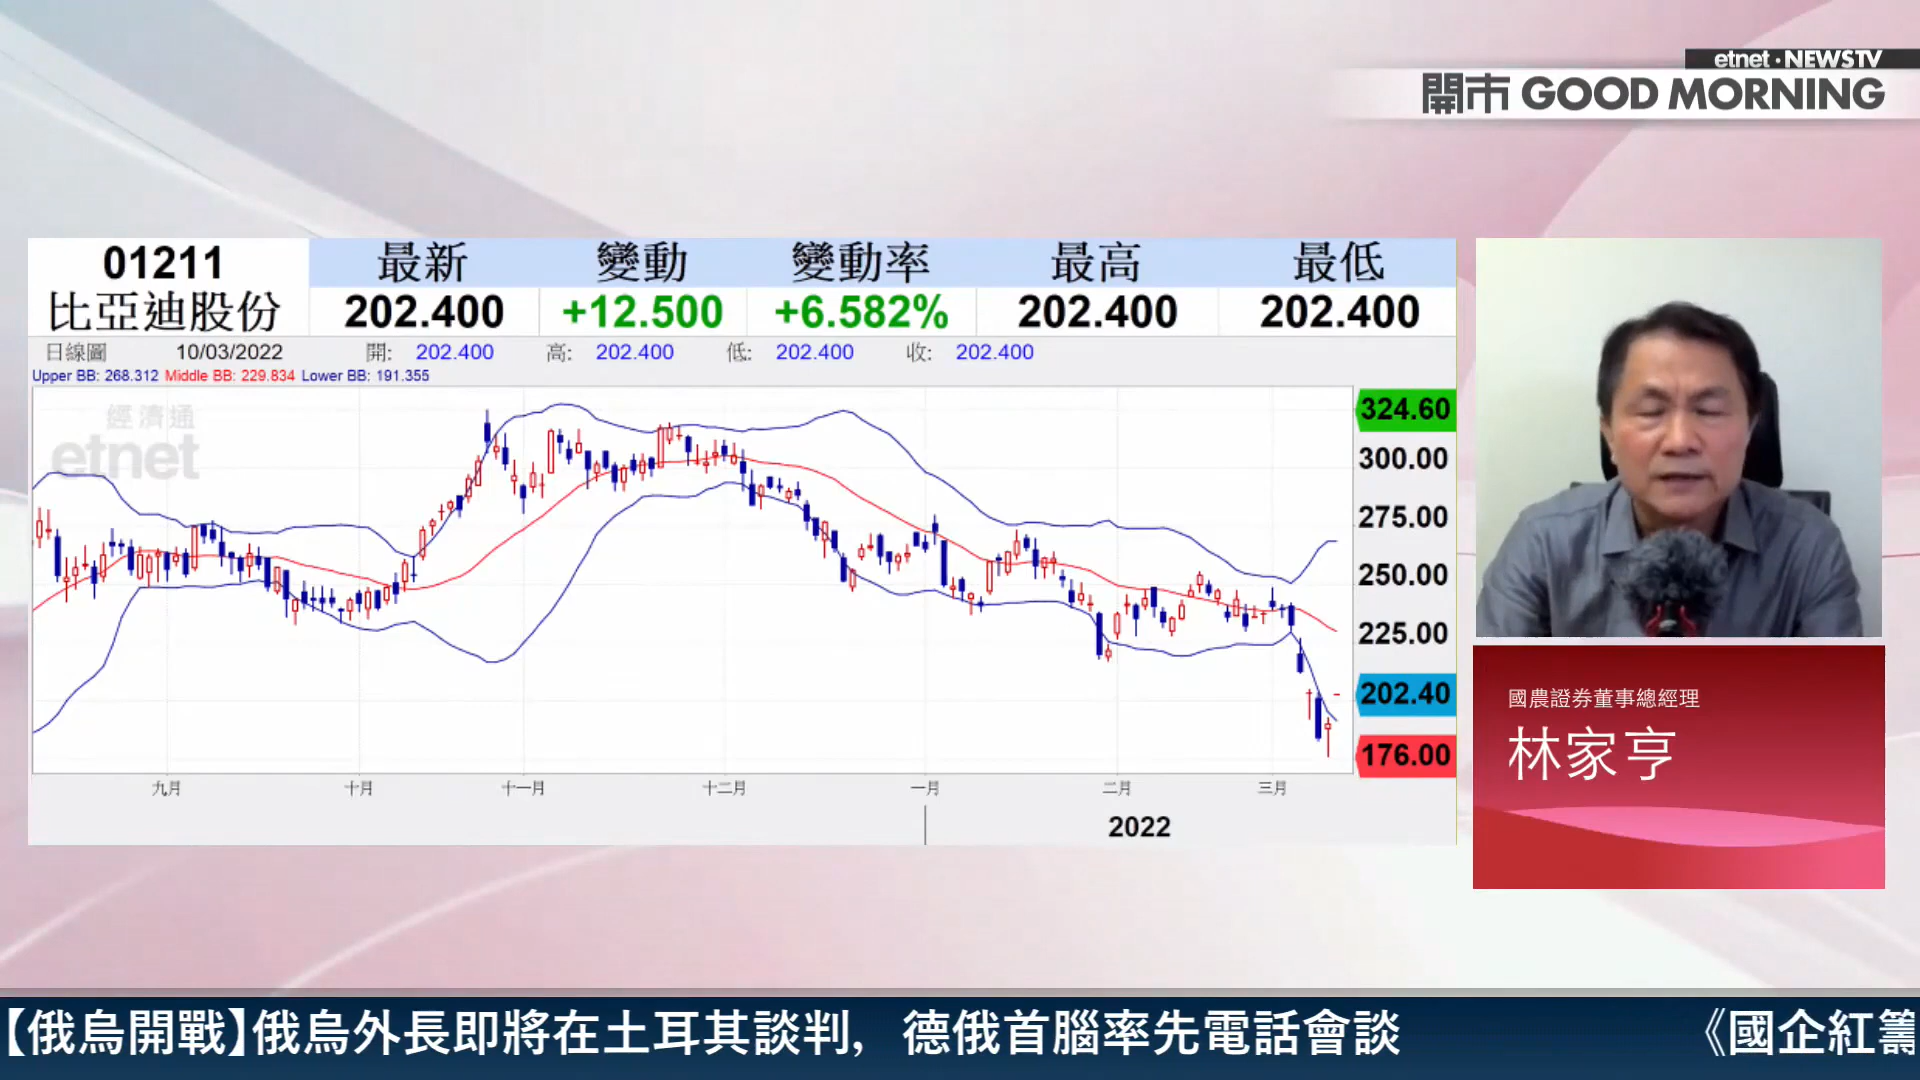 etnet·NEWSTV
開市 GOOD MORNING
01211 最新 變動 變動率 最高 最低
比亞迪股份 202.400 +12.500 +6.582% 202.400 202.400
日線圖 10/03/2022 開: 202.400 高: 202.400 低: 202.400 收: 202.400
Upper BB: 268.312 Middle BB: 229.834 Lower BB: 191.355
經濟通
etnet
324.60
300.00
275.00
250.00
225.00
202.40
176.00
九月 十月 十一月 十二月 一月 二月 三月
2022
國農證券董事總經理
林家亨
【俄烏開戰】俄烏外長即將在土耳其談判，德俄首腦率先電話會談 《國企紅籌